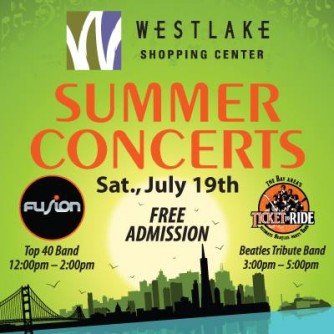 WESTLAKE
SHOPPING CENTER
SUMMER
CONCERTS
Sat., July 19th
FUSION
FREE
ADMISSION
THE BAY AREA'S
TICKET TO RIDE
Top 40 Band
12:00pm – 2:00pm
Beatles Tribute Band
3:00pm – 5:00pm